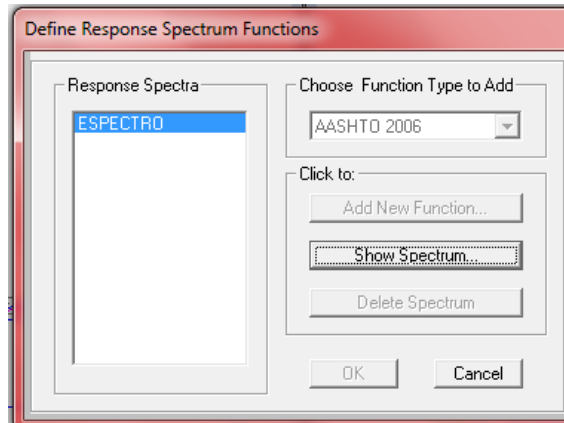 Define Response Spectrum Functions
Response Spectra
ESPECTRO
Choose Function Type to Add
AASHTO 2006
Click to:
Add New Function...
Show Spectrum...
Delete Spectrum
OK
Cancel